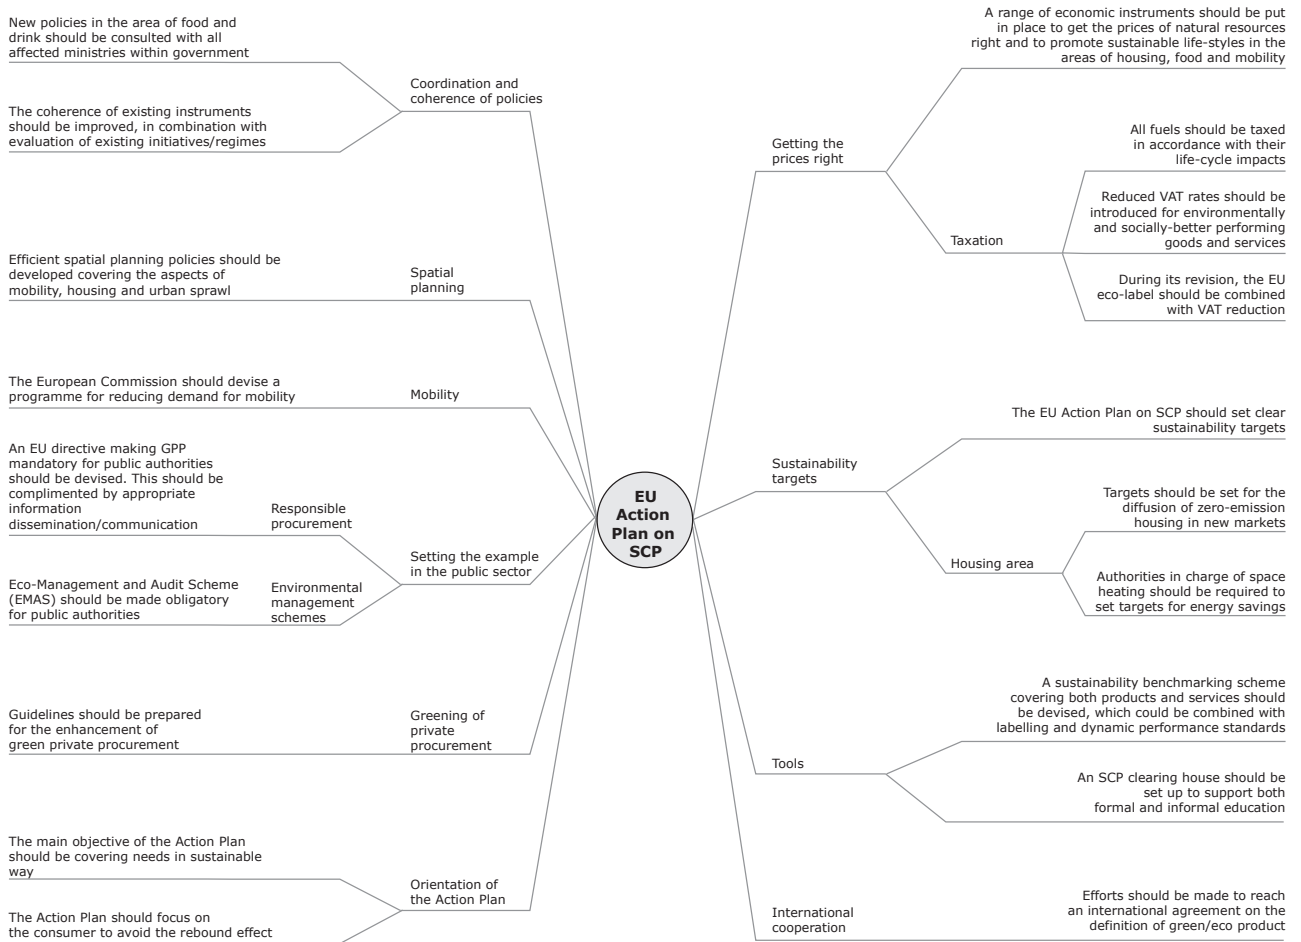 New policies in the area of food and
drink should be consulted with all
affected ministries within government
Coordination and
coherence of policies
The coherence of existing instruments
should be improved, in combination with
evaluation of existing initiatives/regimes
Efficient spatial planning policies should be
developed covering the aspects of
mobility, housing and urban sprawl
Spatial
planning
The European Commission should devise a
programme for reducing demand for mobility
Mobility
An EU directive making GPP
mandatory for public authorities
should be devised. This should be
complimented by appropriate
information
dissemination/communication
Responsible
procurement
Setting the example
in the public sector
Eco-Management and Audit Scheme
(EMAS) should be made obligatory
for public authorities
Environmental
management
schemes
Guidelines should be prepared
for the enhancement of
green private procurement
Greening of
private
procurement
The main objective of the Action Plan
should be covering needs in sustainable
way
Orientation of
the Action Plan
The Action Plan should focus on
the consumer to avoid the rebound effect
EU
Action
Plan on
SCP
A range of economic instruments should be put
in place to get the prices of natural resources
right and to promote sustainable life-styles in the
areas of housing, food and mobility
Getting the
prices right
All fuels should be taxed
in accordance with their
life-cycle impacts
Reduced VAT rates should be
introduced for environmentally
and socially-better performing
goods and services
Taxation
During its revision, the EU
eco-label should be combined
with VAT reduction
The EU Action Plan on SCP should set clear
sustainability targets
Sustainability
targets
Targets should be set for the
diffusion of zero-emission
housing in new markets
Housing area
Authorities in charge of space
heating should be required to
set targets for energy savings
A sustainability benchmarking scheme
covering both products and services should
be devised, which could be combined with
labelling and dynamic performance standards
Tools
An SCP clearing house should be
set up to support both
formal and informal education
International
cooperation
Efforts should be made to reach
an international agreement on the
definition of green/eco product